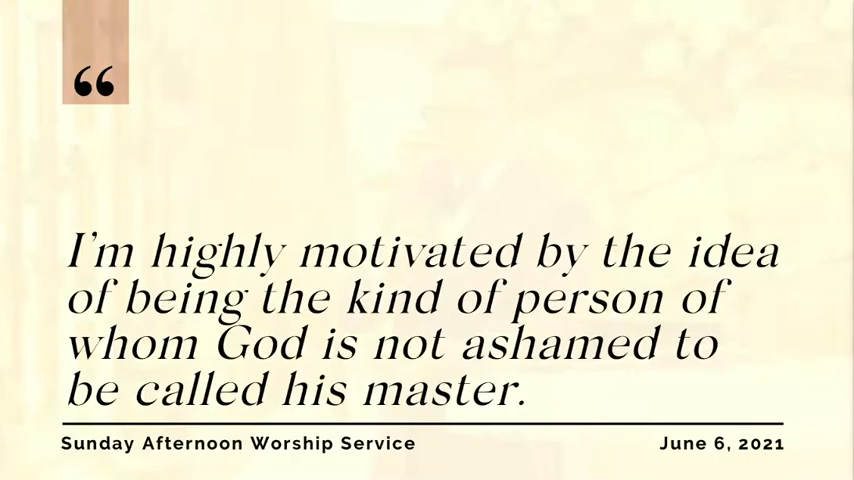 “
I’m highly motivated by the idea
of being the kind of person of
whom God is not ashamed to
be called his master.
Sunday Afternoon Worship Service
June 6, 2021